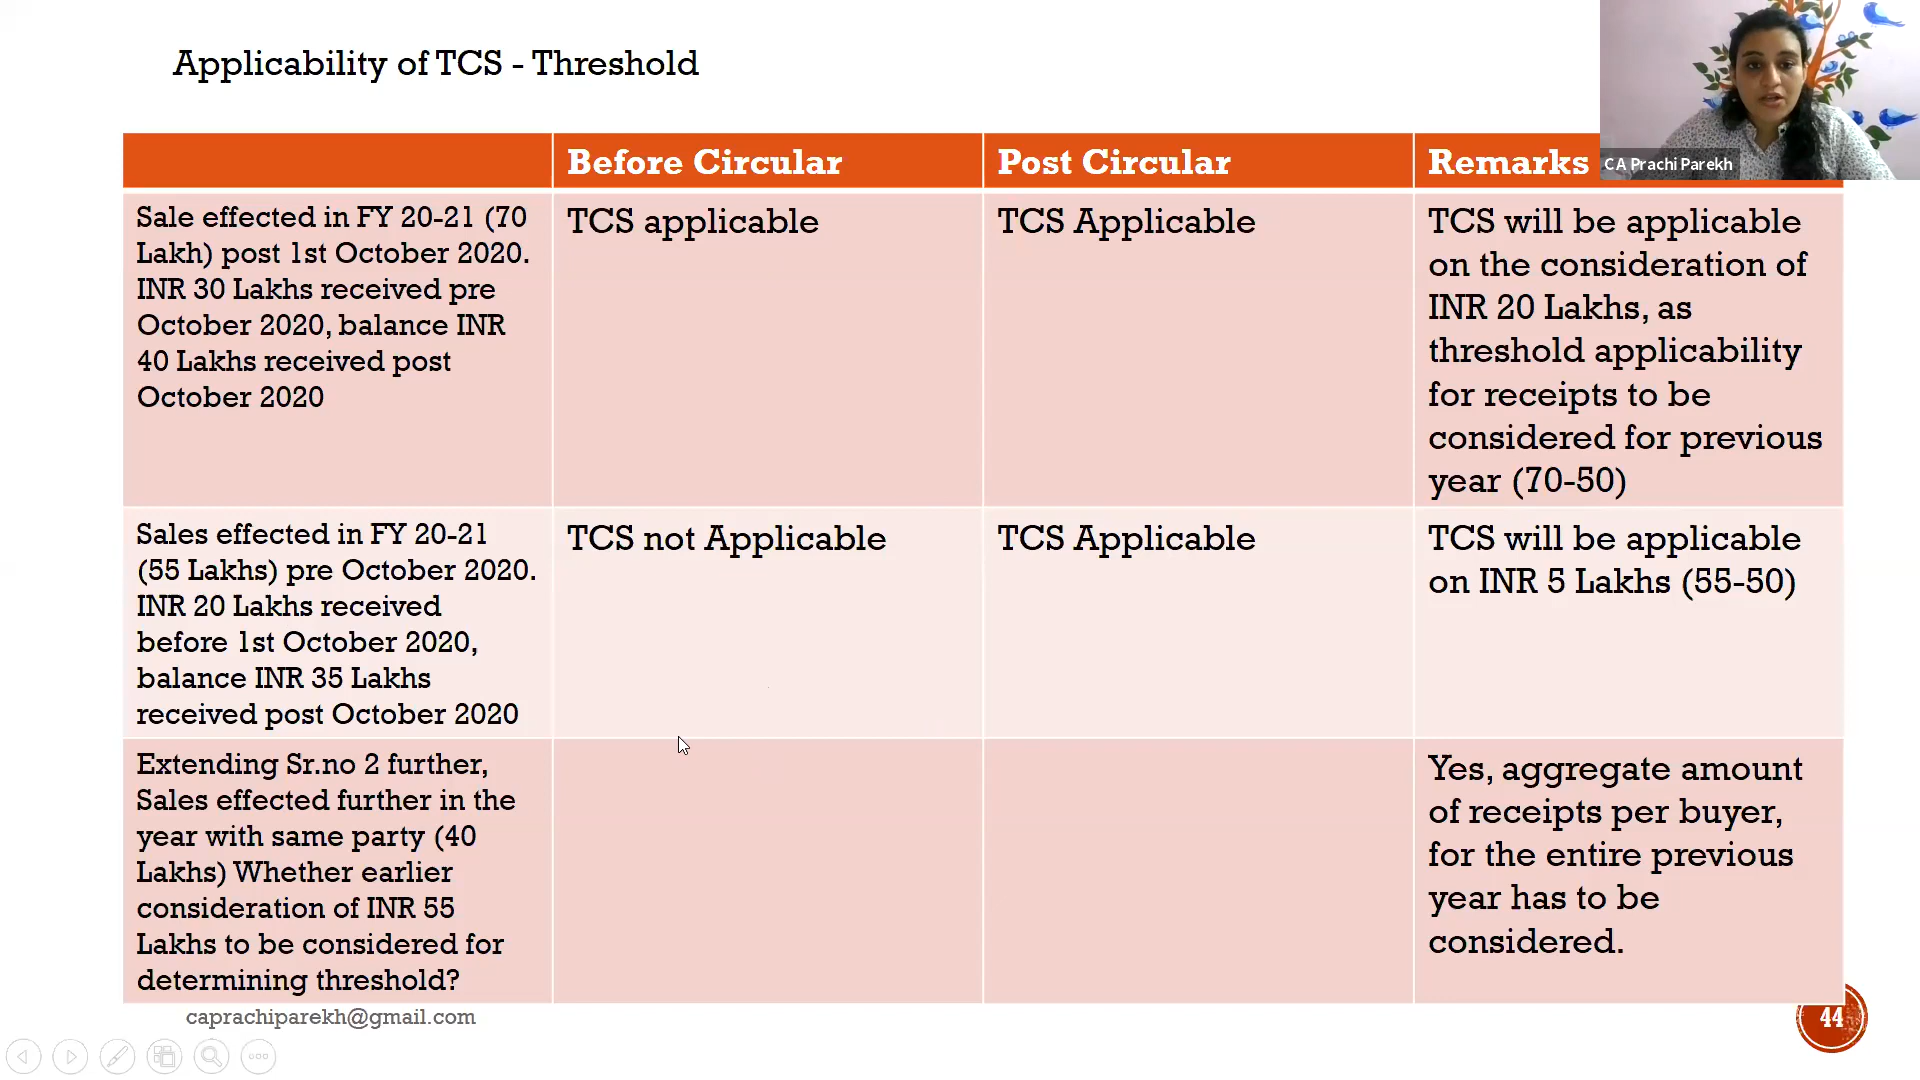 Applicability of TCS - Threshold
Before Circular
Post Circular
Remarks
CA Prachi Parekh
Sale effected in FY 20-21 (70
Lakh) post 1st October 2020.
INR 30 Lakhs received pre
October 2020, balance INR
40 Lakhs received post
October 2020
TCS applicable
TCS Applicable
TCS will be applicable
on the consideration of
INR 20 Lakhs, as
threshold applicability
for receipts to be
considered for previous
year (70-50)
Sales effected in FY 20-21
(55 Lakhs) pre October 2020.
INR 20 Lakhs received
before 1st October 2020,
balance INR 35 Lakhs
received post October 2020
TCS not Applicable
TCS Applicable
TCS will be applicable
on INR 5 Lakhs (55-50)
Extending Sr.no 2 further,
Sales effected further in the
year with same party (40
Lakhs) Whether earlier
consideration of INR 55
Lakhs to be considered for
determining threshold?
Yes, aggregate amount
of receipts per buyer,
for the entire previous
year has to be
considered.
caprachiparekh@gmail.com
44